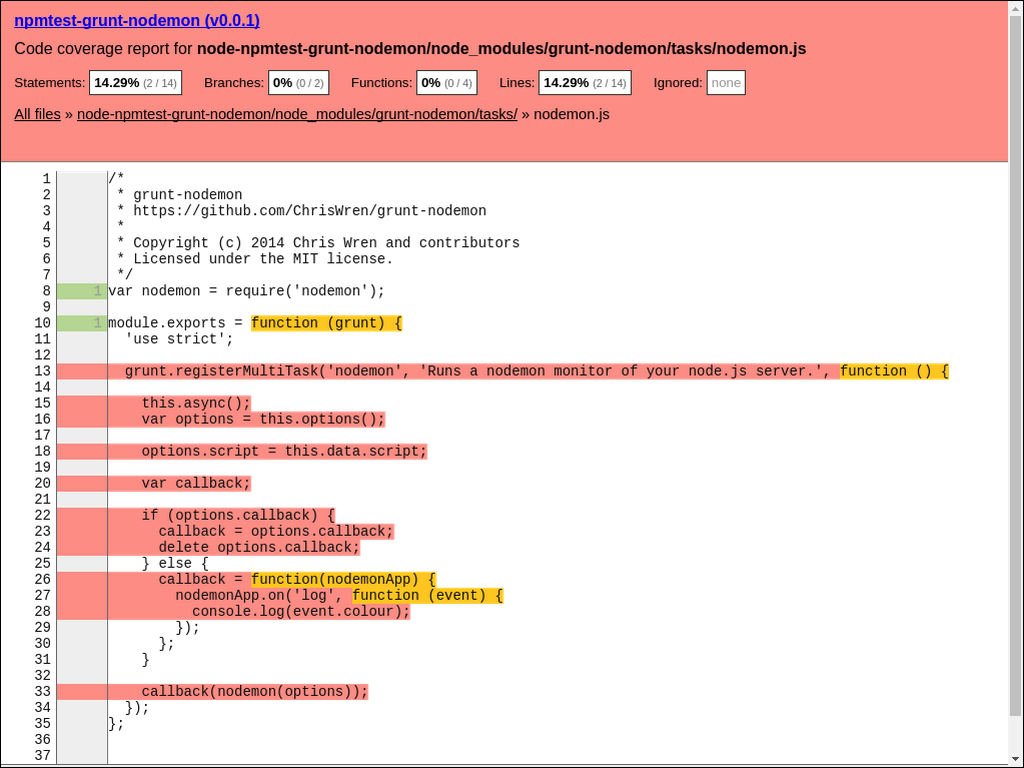 npmtest-grunt-nodemon (v0.0.1)
Code coverage report for node-npmtest-grunt-nodemon/node_modules/grunt-nodemon/tasks/nodemon.js
Statements: 14.29% (2 / 14) Branches: 0% (0 / 2) Functions: 0% (0 / 4) Lines: 14.29% (2 / 14) Ignored: none
All files » node-npmtest-grunt-nodemon/node_modules/grunt-nodemon/tasks/ » nodemon.js
1 /*
2  * grunt-nodemon
3  * https://github.com/ChrisWren/grunt-nodemon
4  *
5  * Copyright (c) 2014 Chris Wren and contributors
6  * Licensed under the MIT license.
7  */
8 1 var nodemon = require('nodemon');
9
10 1 module.exports = function (grunt) {
11   'use strict';
12
13   grunt.registerMultiTask('nodemon', 'Runs a nodemon monitor of your node.js server.', function () {
14
15     this.async();
16     var options = this.options();
17
18     options.script = this.data.script;
19
20     var callback;
21
22     if (options.callback) {
23       callback = options.callback;
24       delete options.callback;
25     } else {
26       callback = function(nodemonApp) {
27         nodemonApp.on('log', function (event) {
28           console.log(event.colour);
29         });
30       };
31     }
32
33     callback(nodemon(options));
34   });
35 };
36
37